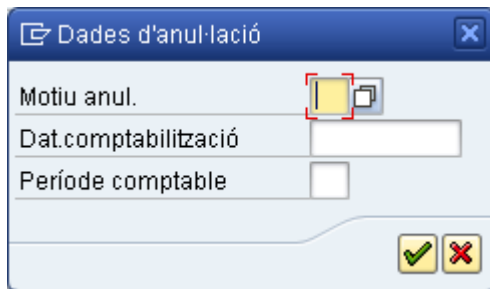 Dades d'anul·lació
Motiu anul.
Dat.comptabilització
Període comptable